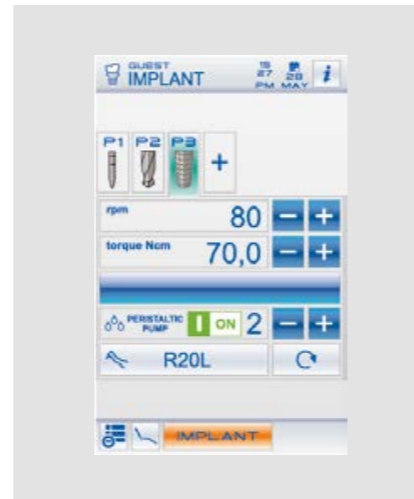 GUEST
IMPLANT
15
27
PM
28
MAY
i
P1 P2 P3
+
rpm 80 − +
torque Ncm 70,0 − +
PERISTALTIC
PUMP
I ON 2 − +
R20L
IMPLANT